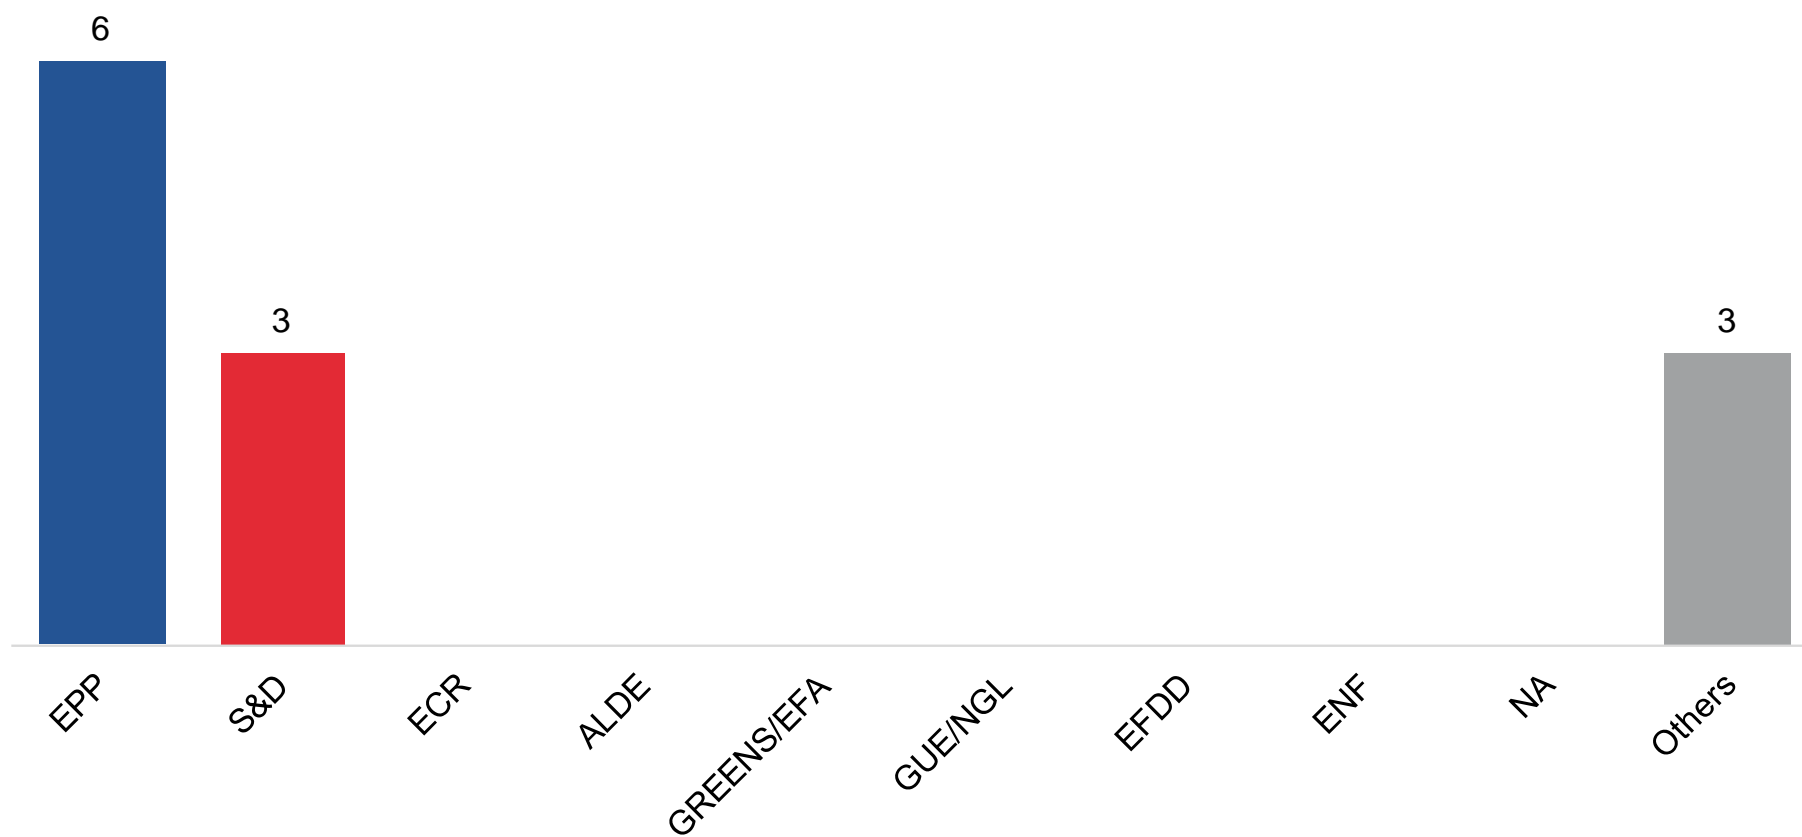 6
3
3
EPP
S&D
ECR
ALDE
GREENS/EFA
GUE/NGL
EFDD
ENF
NA
Others